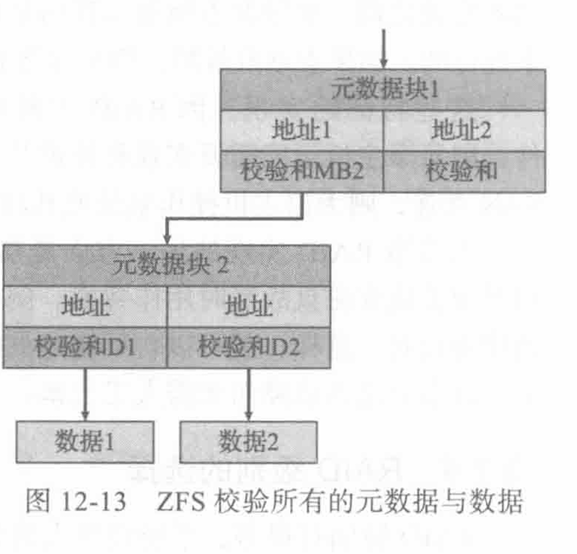 元数据块1
地址1 地址2
校验和MB2 校验和
元数据块 2
地址 地址
校验和D1 校验和D2
数据1 数据2
图 12-13 ZFS 校验所有的元数据与数据